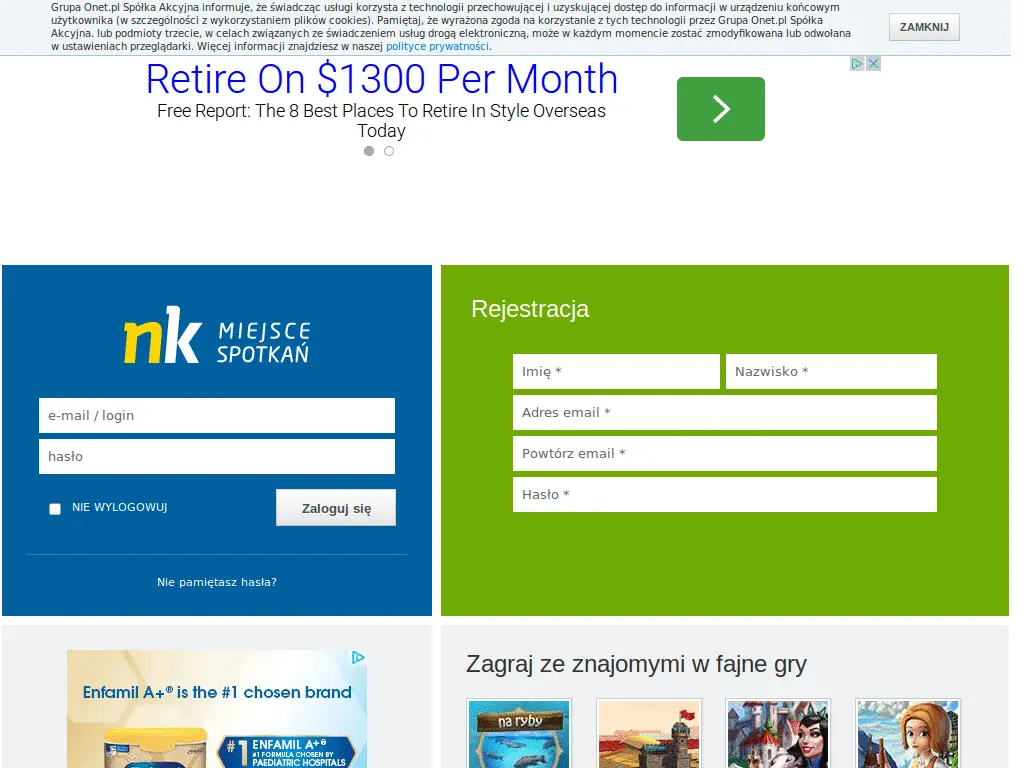 Grupa Onet.pl Spółka Akcyjna informuje, że świadcząc usługi korzysta z technologii przechowującej i uzyskującej dostęp do informacji w urządzeniu końcowym
użytkownika (w szczególności z wykorzystaniem plików cookies). Pamiętaj, że wyrażona zgoda na korzystanie z tych technologii przez Grupa Onet.pl Spółka
Akcyjna. lub podmioty trzecie, w celach związanych ze świadczeniem usług drogą elektroniczną, może w każdym momencie zostać zmodyfikowana lub odwołana
w ustawieniach przeglądarki. Więcej informacji znajdziesz w naszej polityce prywatności.
ZAMKNIJ
Retire On $1300 Per Month
Free Report: The 8 Best Places To Retire In Style Overseas
Today
nk MIEJSCE
SPOTKAŃ
e-mail / login
hasło
NIE WYLOGOWUJ
Zaloguj się
Nie pamiętasz hasła?
Rejestracja
Imię *
Nazwisko *
Adres email *
Powtórz email *
Hasło *
Enfamil A+® is the #1 chosen brand
#1 ENFAMIL A+®
#1 FORMULA CHOSEN BY
PAEDIATRIC HOSPITALS
Zagraj ze znajomymi w fajne gry
na ryby